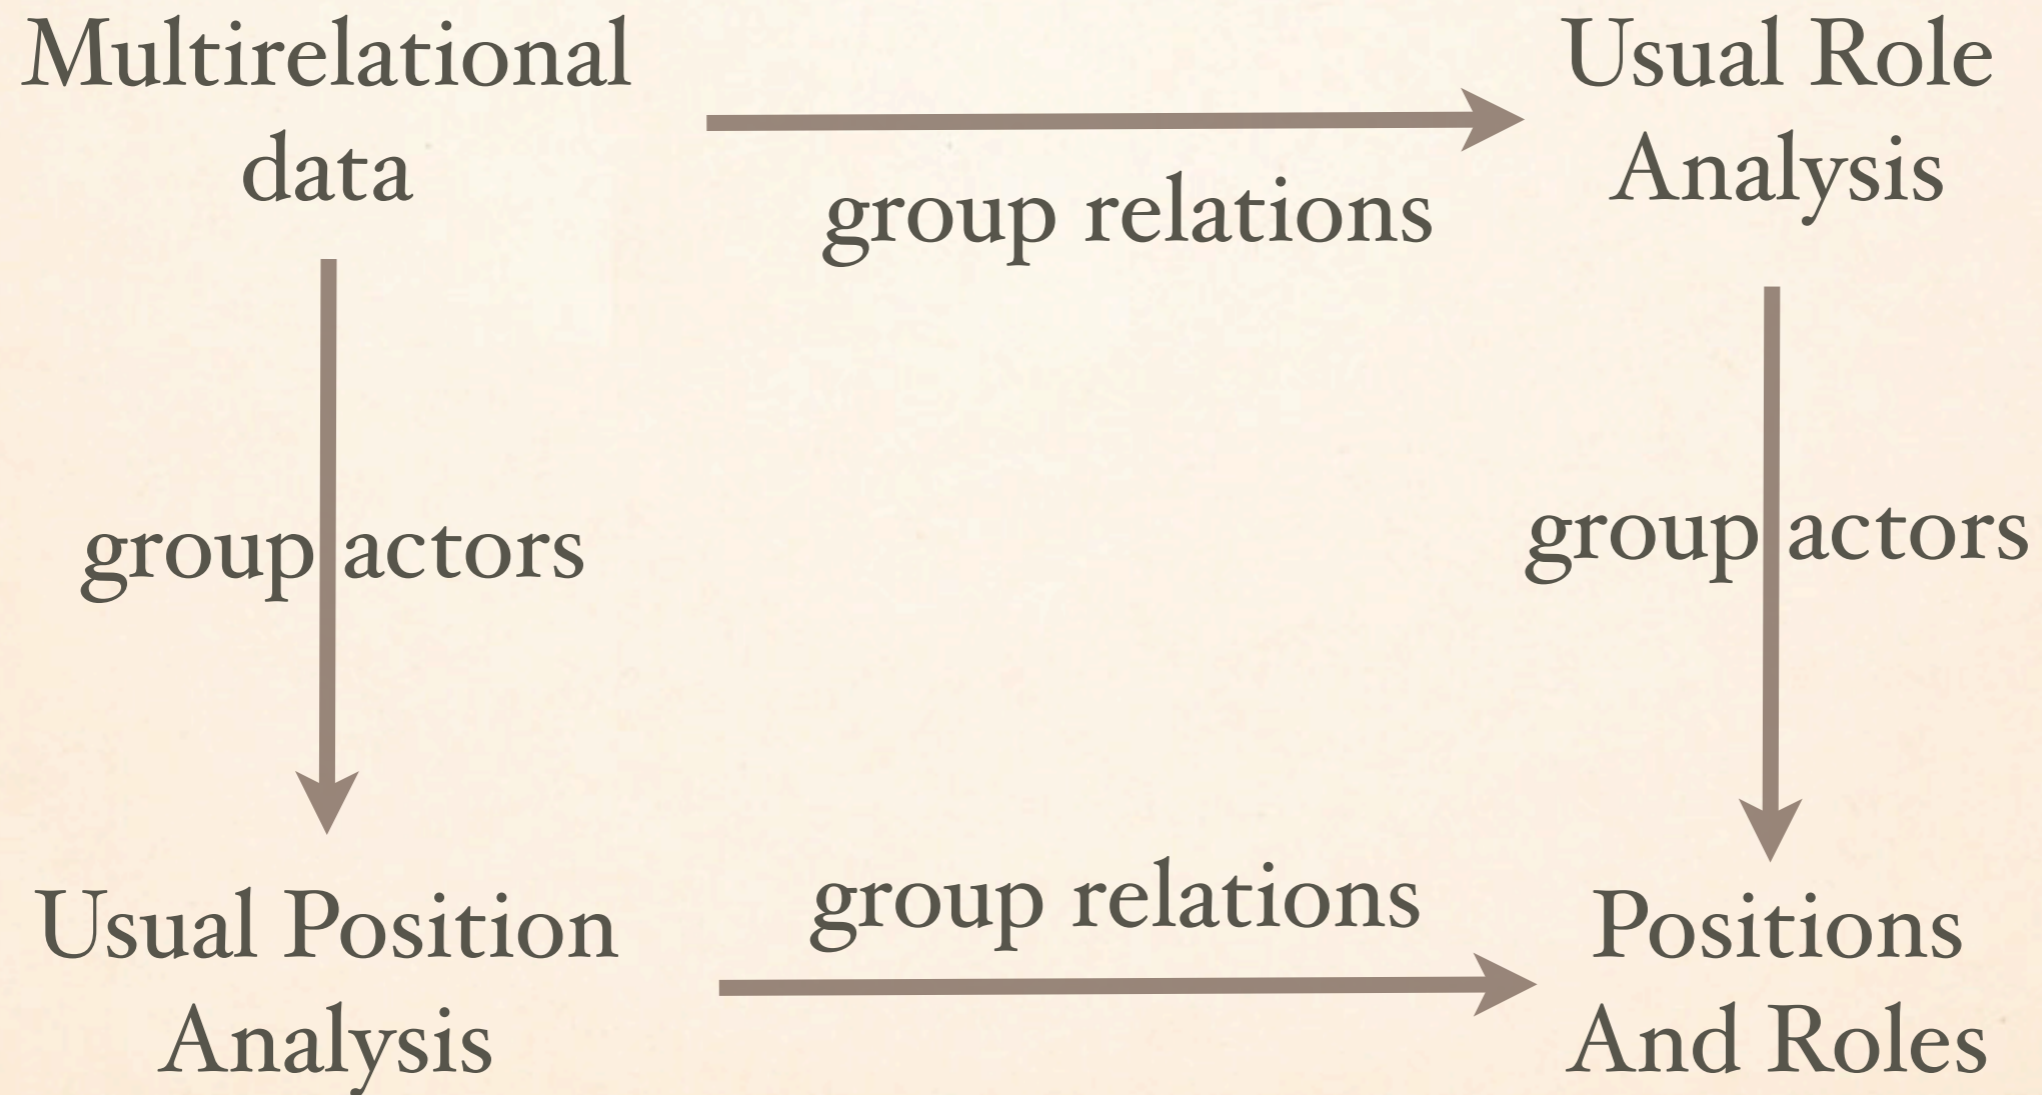 Multirelational
data
group relations
Usual Role
Analysis
group actors
group actors
Usual Position
Analysis
group relations
Positions
And Roles